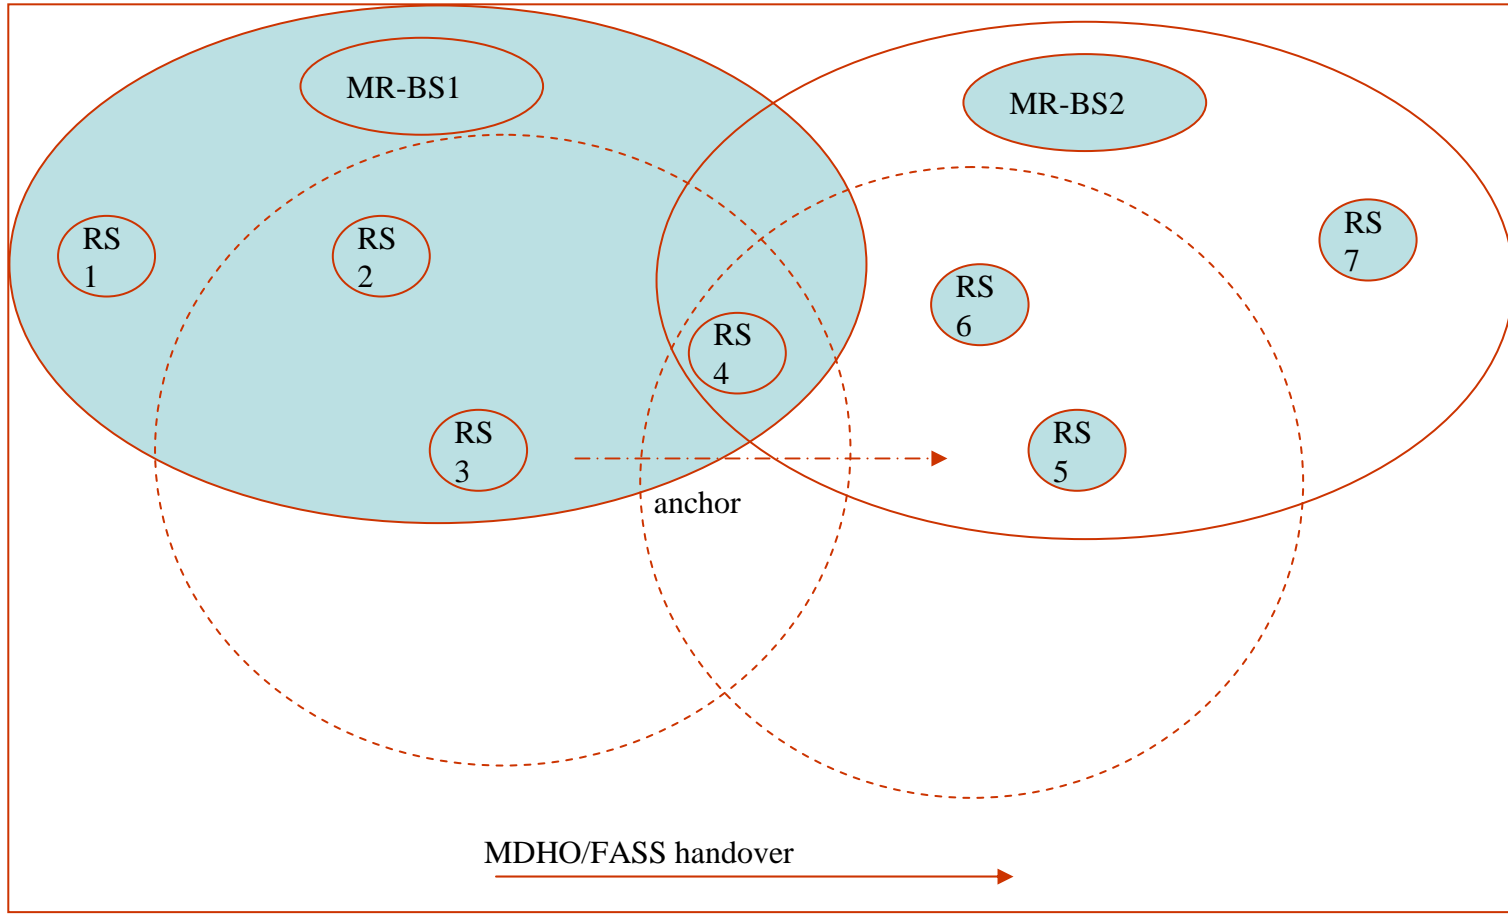 MR-BS1
MR-BS2
RS
1
RS
2
RS
7
RS
6
RS
4
RS
3
RS
5
anchor
MDHO/FASS handover